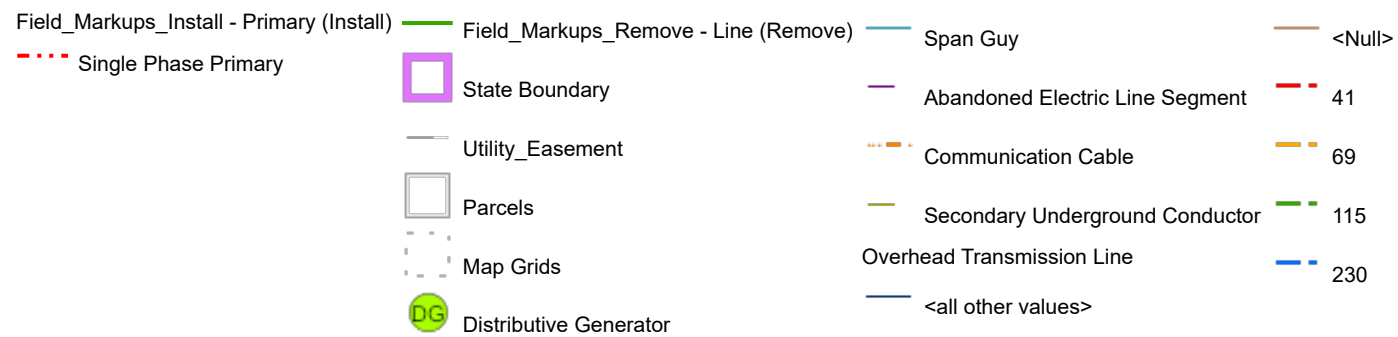 Field_Markups_Install - Primary (Install)
Single Phase Primary
Field_Markups_Remove - Line (Remove)
State Boundary
Utility_Easement
Parcels
Map Grids
DG
Distributive Generator
Span Guy
Abandoned Electric Line Segment
Communication Cable
Secondary Underground Conductor
Overhead Transmission Line
<all other values>
<Null>
41
69
115
230